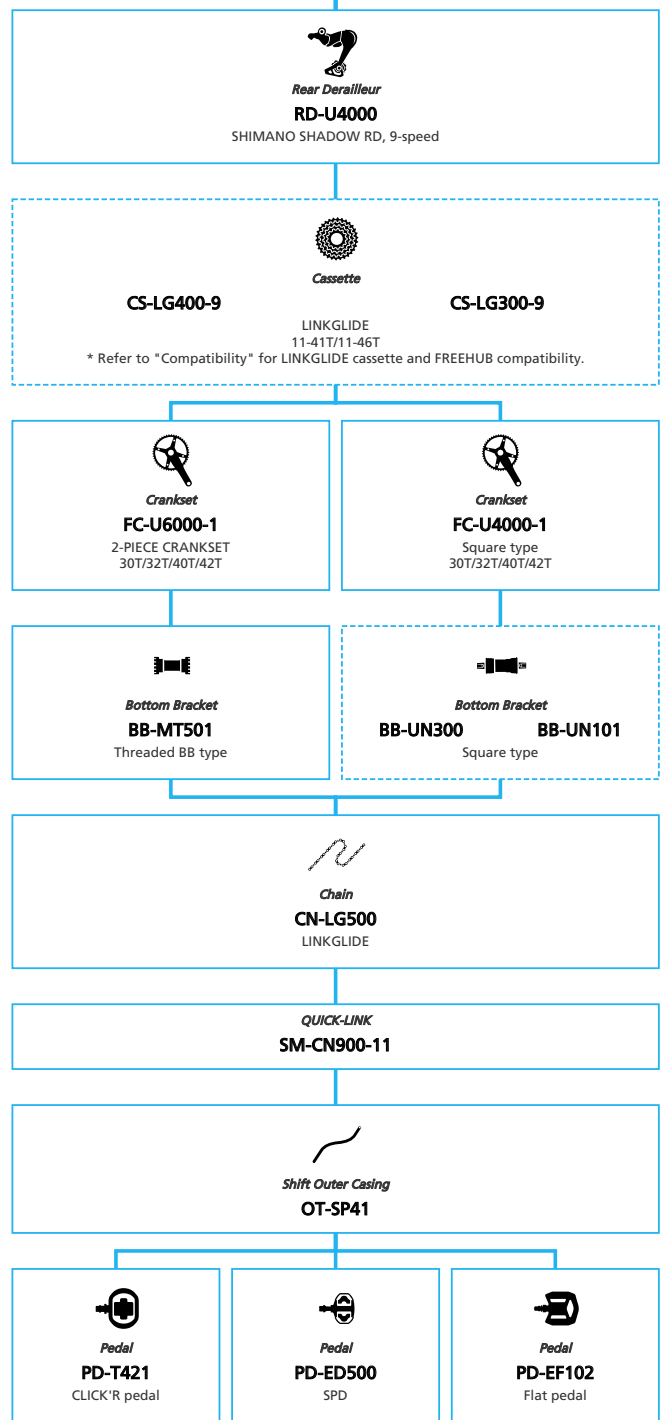 Rear Derailleur
RD-U4000
SHIMANO SHADOW RD, 9-speed
Cassette
CS-LG400-9
CS-LG300-9
LINKGLIDE
11-41T/11-46T
* Refer to "Compatibility" for LINKGLIDE cassette and FREEHUB compatibility.
Crankset
FC-U6000-1
2-PIECE CRANKSET
30T/32T/40T/42T
Crankset
FC-U4000-1
Square type
30T/32T/40T/42T
Bottom Bracket
BB-MT501
Threaded BB type
Bottom Bracket
BB-UN300
BB-UN101
Square type
Chain
CN-LG500
LINKGLIDE
QUICK-LINK
SM-CN900-11
Shift Outer Casing
OT-SP41
Pedal
PD-T421
CLICK'R pedal
Pedal
PD-ED500
SPD
Pedal
PD-EF102
Flat pedal